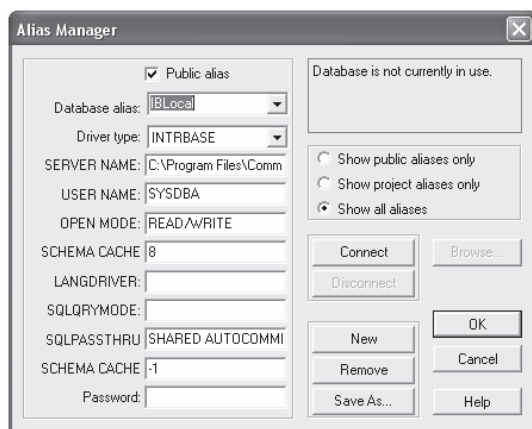 Alias Manager
Public alias
Database alias: IBLocal
Driver type: INTRBASE
SERVER NAME: C:\Program Files\Comm
USER NAME: SYSDBA
OPEN MODE: READ/WRITE
SCHEMA CACHE 8
LANGDRIVER:
SQLQRYMODE:
SQLPASSTHRU SHARED AUTOCOMMI
SCHEMA CACHE -1
Password:
Database is not currently in use.
Show public aliases only
Show project aliases only
Show all aliases
Connect
Browse...
Disconnect
New
Remove
Save As...
OK
Cancel
Help